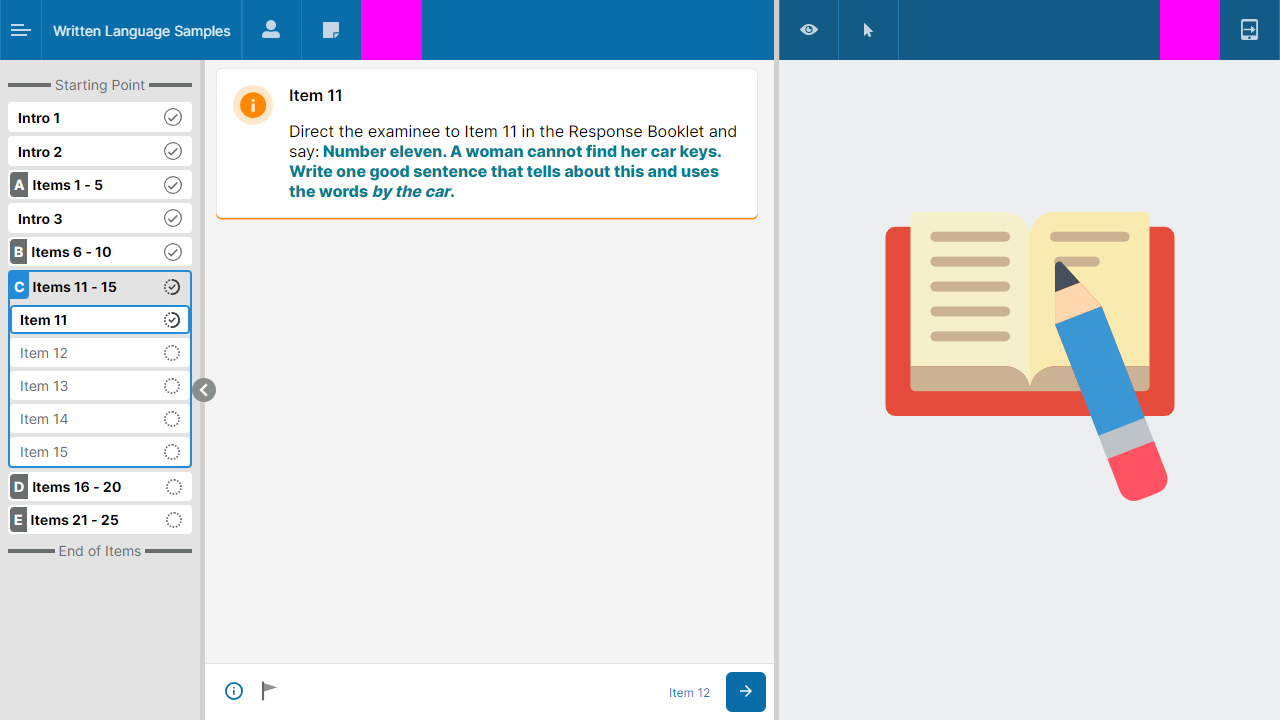 Written Language Samples
Starting Point
Intro 1
Intro 2
A Items 1 - 5
Intro 3
B Items 6 - 10
C Items 11 - 15
Item 11
Item 12
Item 13
Item 14
Item 15
D Items 16 - 20
E Items 21 - 25
End of Items
Item 11
Direct the examinee to Item 11 in the Response Booklet and
say: Number eleven. A woman cannot find her car keys.
Write one good sentence that tells about this and uses
the words by the car.
Item 12